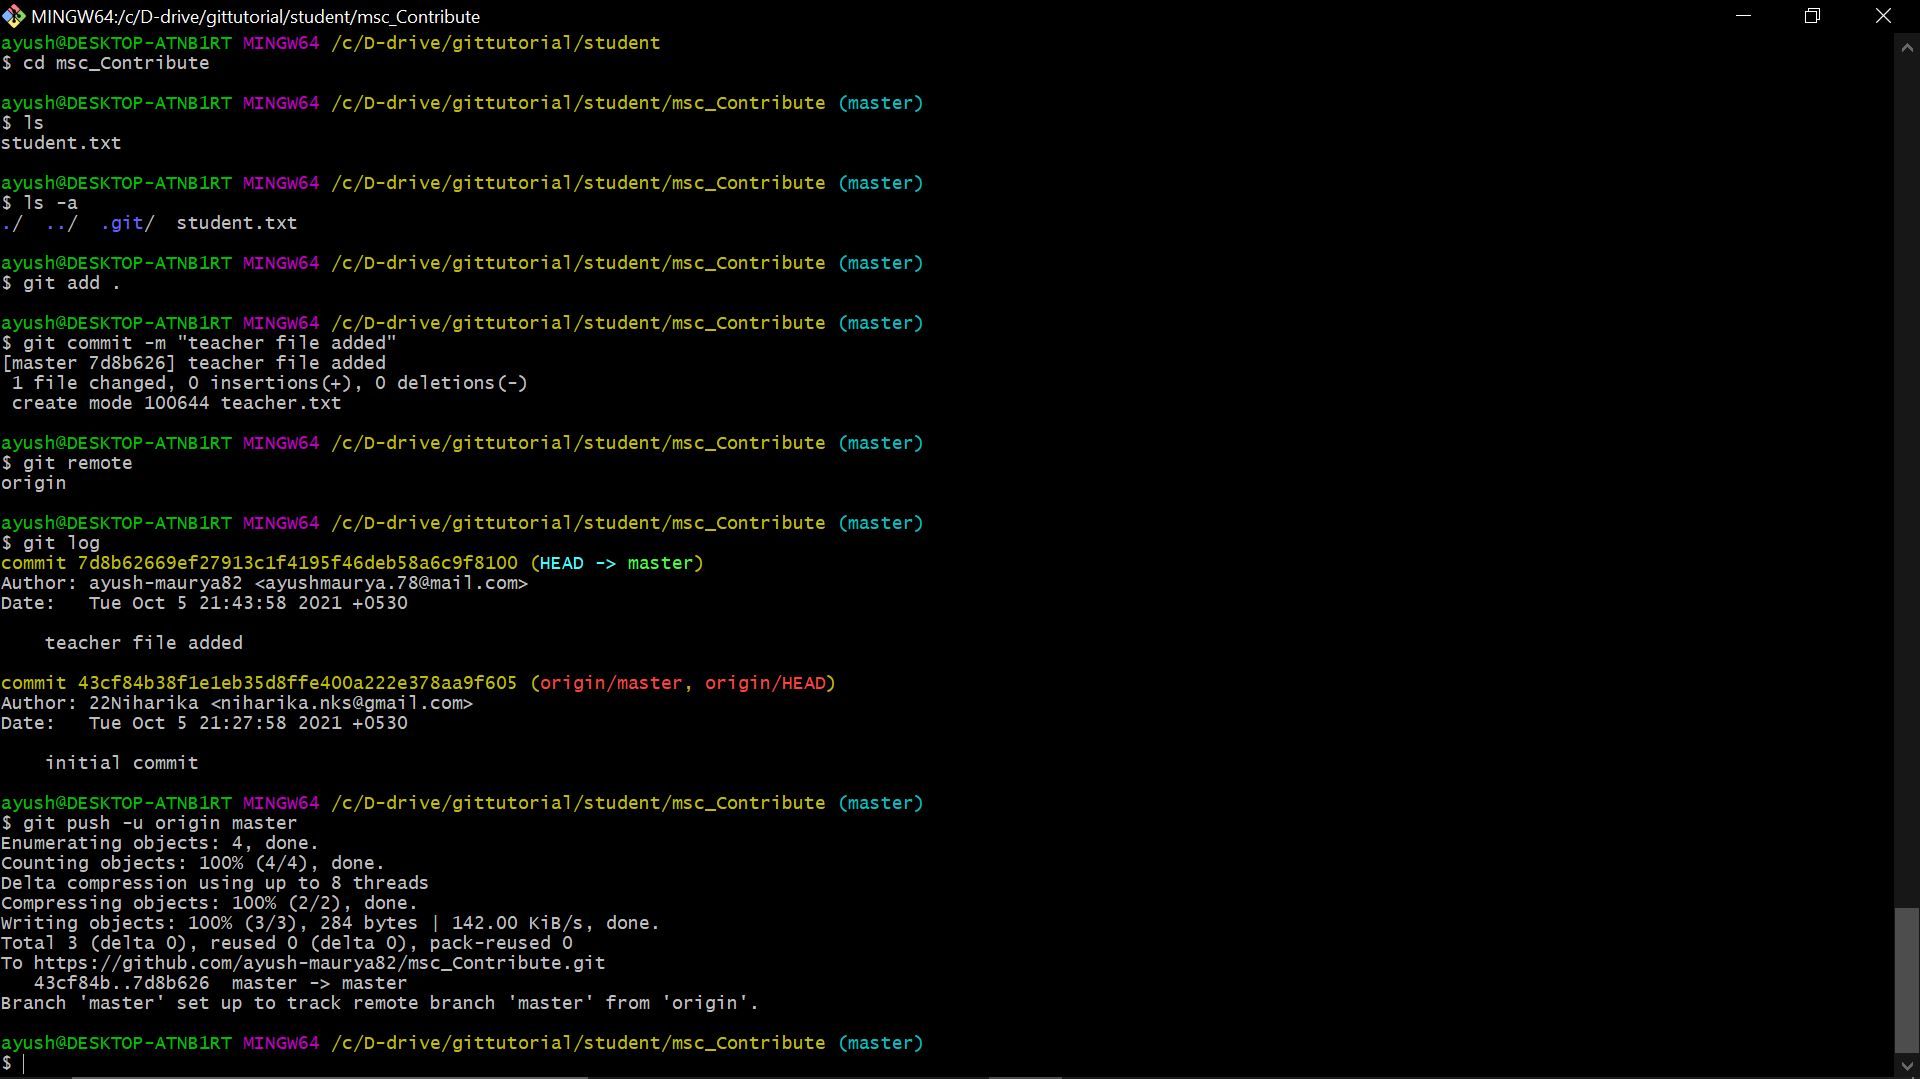 MINGW64:/c/D-drive/gittutorial/student/msc_Contribute
ayush@DESKTOP-ATNB1RT MINGW64 /c/D-drive/gittutorial/student
$ cd msc_Contribute
ayush@DESKTOP-ATNB1RT MINGW64 /c/D-drive/gittutorial/student/msc_Contribute (master)
$ ls
student.txt
ayush@DESKTOP-ATNB1RT MINGW64 /c/D-drive/gittutorial/student/msc_Contribute (master)
$ ls -a
./  ../  .git/  student.txt
ayush@DESKTOP-ATNB1RT MINGW64 /c/D-drive/gittutorial/student/msc_Contribute (master)
$ git add .
ayush@DESKTOP-ATNB1RT MINGW64 /c/D-drive/gittutorial/student/msc_Contribute (master)
$ git commit -m "teacher file added"
[master 7d8b626] teacher file added
 1 file changed, 0 insertions(+), 0 deletions(-)
 create mode 100644 teacher.txt
ayush@DESKTOP-ATNB1RT MINGW64 /c/D-drive/gittutorial/student/msc_Contribute (master)
$ git remote
origin
ayush@DESKTOP-ATNB1RT MINGW64 /c/D-drive/gittutorial/student/msc_Contribute (master)
$ git log
commit 7d8b62669ef27913c1f4195f46deb58a6c9f8100 (HEAD -> master)
Author: ayush-maurya82 <ayushmaurya.78@mail.com>
Date:   Tue Oct 5 21:43:58 2021 +0530
    teacher file added
commit 43cf84b38f1e1eb35d8ffe400a222e378aa9f605 (origin/master, origin/HEAD)
Author: 22Niharika <niharika.nks@gmail.com>
Date:   Tue Oct 5 21:27:58 2021 +0530
    initial commit
ayush@DESKTOP-ATNB1RT MINGW64 /c/D-drive/gittutorial/student/msc_Contribute (master)
$ git push -u origin master
Enumerating objects: 4, done.
Counting objects: 100% (4/4), done.
Delta compression using up to 8 threads
Compressing objects: 100% (2/2), done.
Writing objects: 100% (3/3), 284 bytes | 142.00 KiB/s, done.
Total 3 (delta 0), reused 0 (delta 0), pack-reused 0
To https://github.com/ayush-maurya82/msc_Contribute.git
   43cf84b..7d8b626  master -> master
Branch 'master' set up to track remote branch 'master' from 'origin'.
ayush@DESKTOP-ATNB1RT MINGW64 /c/D-drive/gittutorial/student/msc_Contribute (master)
$